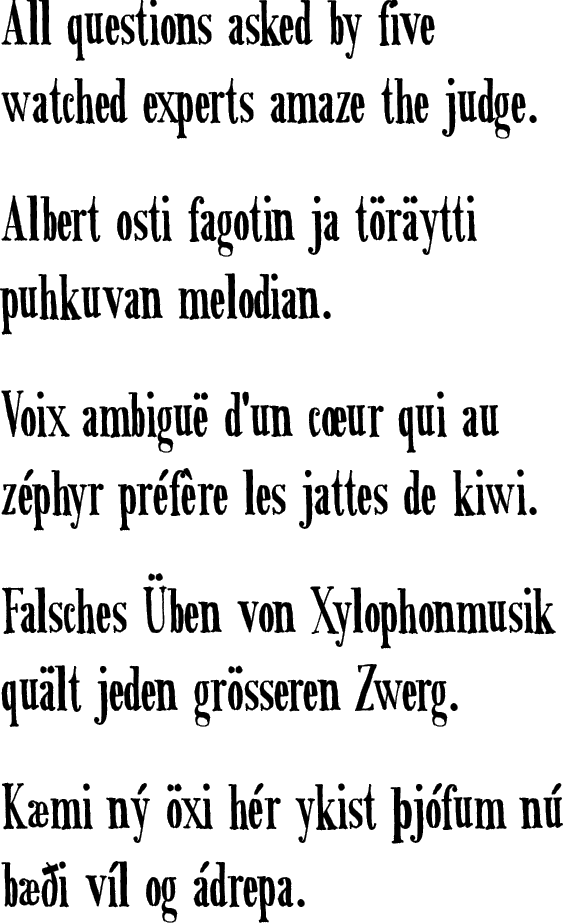 All questions asked by five
watched experts amaze the judge.
Albert osti fagotin ja töräytti
puhkuvan melodian.
Voix ambiguë d'un cœur qui au
zéphyr préfère les jattes de kiwi.
Falsches Üben von Xylophonmusik
quält jeden grösseren Zwerg.
Kæmi ný öxi hér ykist þjófum nú
bæði víl og ádrepa.